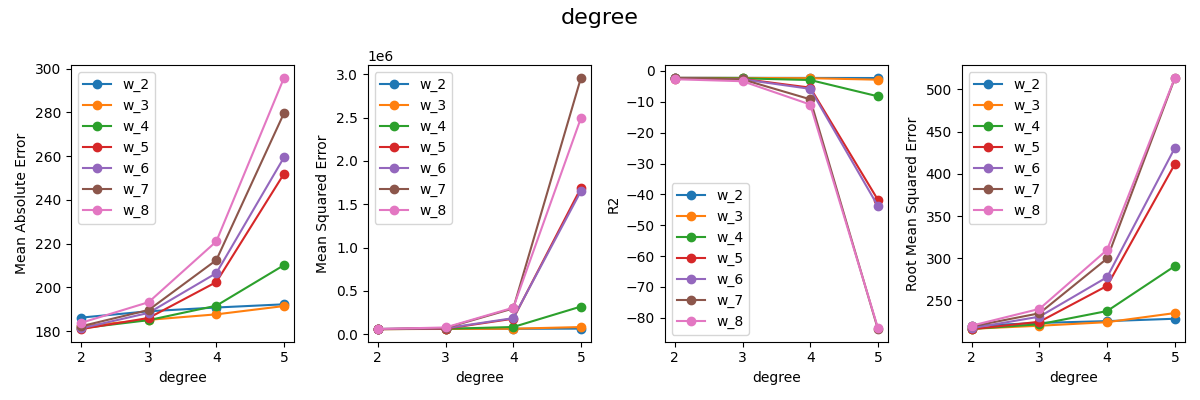 degree
Mean Absolute Error
300
280
260
240
220
200
180
2
3
4
5
degree
w_2
w_3
w_4
w_5
w_6
w_7
w_8
Mean Squared Error
1e6
3.0
2.5
2.0
1.5
1.0
0.5
0.0
2
3
4
5
degree
w_2
w_3
w_4
w_5
w_6
w_7
w_8
R2
0
−10
−20
−30
−40
−50
−60
−70
−80
2
3
4
5
degree
w_2
w_3
w_4
w_5
w_6
w_7
w_8
Root Mean Squared Error
500
450
400
350
300
250
2
3
4
5
degree
w_2
w_3
w_4
w_5
w_6
w_7
w_8